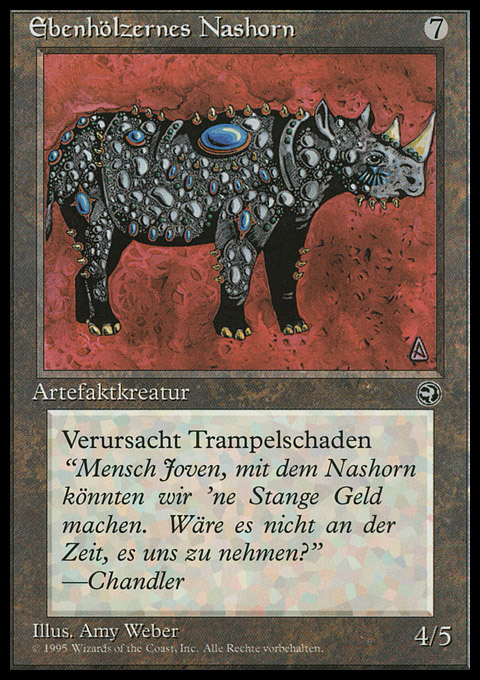 Ebenhölzernes Nashorn
7
Artefaktkreatur
Verursacht Trampelschaden
“Mensch Joven, mit dem Nashorn
könnten wir ’ne Stange Geld
machen. Wäre es nicht an der
Zeit, es uns zu nehmen?”
—Chandler
Illus. Amy Weber
4/5
© 1995 Wizards of the Coast, Inc. Alle Rechte vorbehalten.